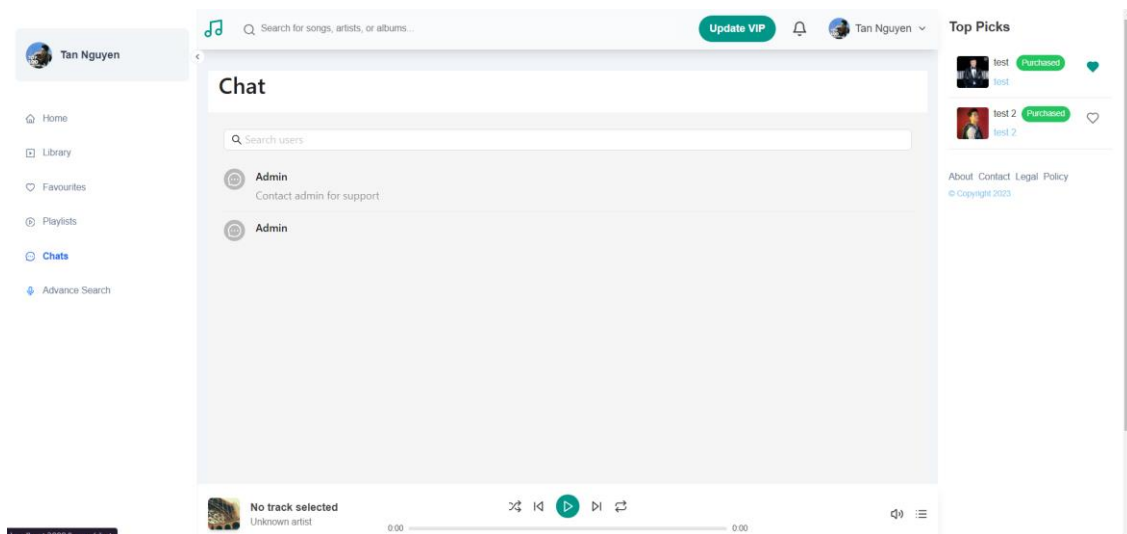 Tan Nguyen
Home
Library
Favourites
Playlists
Chats
Advance Search
Search for songs, artists, or albums...
Update VIP
Tan Nguyen
Chat
Search users
Admin
Contact admin for support
Admin
Top Picks
test Purchased
test
test 2 Purchased
test 2
About Contact Legal Policy
© Copyright 2023
No track selected
Unknown artist
0:00
0:00